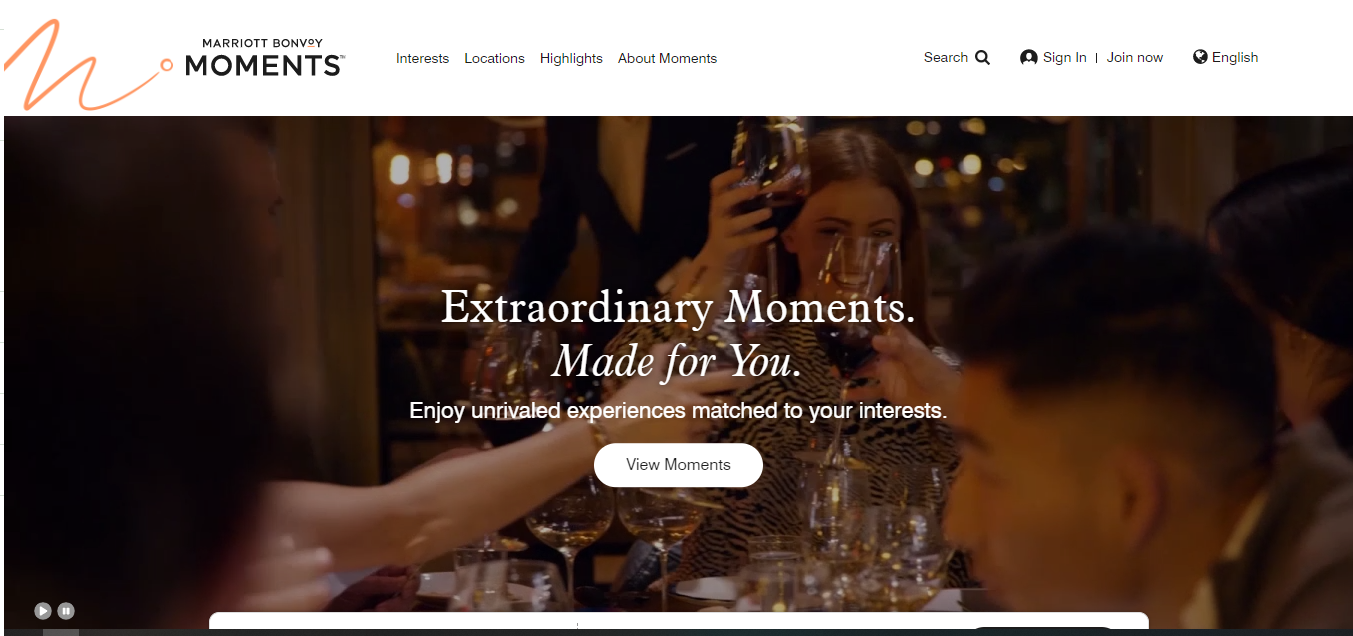 MARRIOTT BONVOY
MOMENTS™
Interests Locations Highlights About Moments
Search Sign In | Join now English
Extraordinary Moments.
Made for You.
Enjoy unrivaled experiences matched to your interests.
View Moments